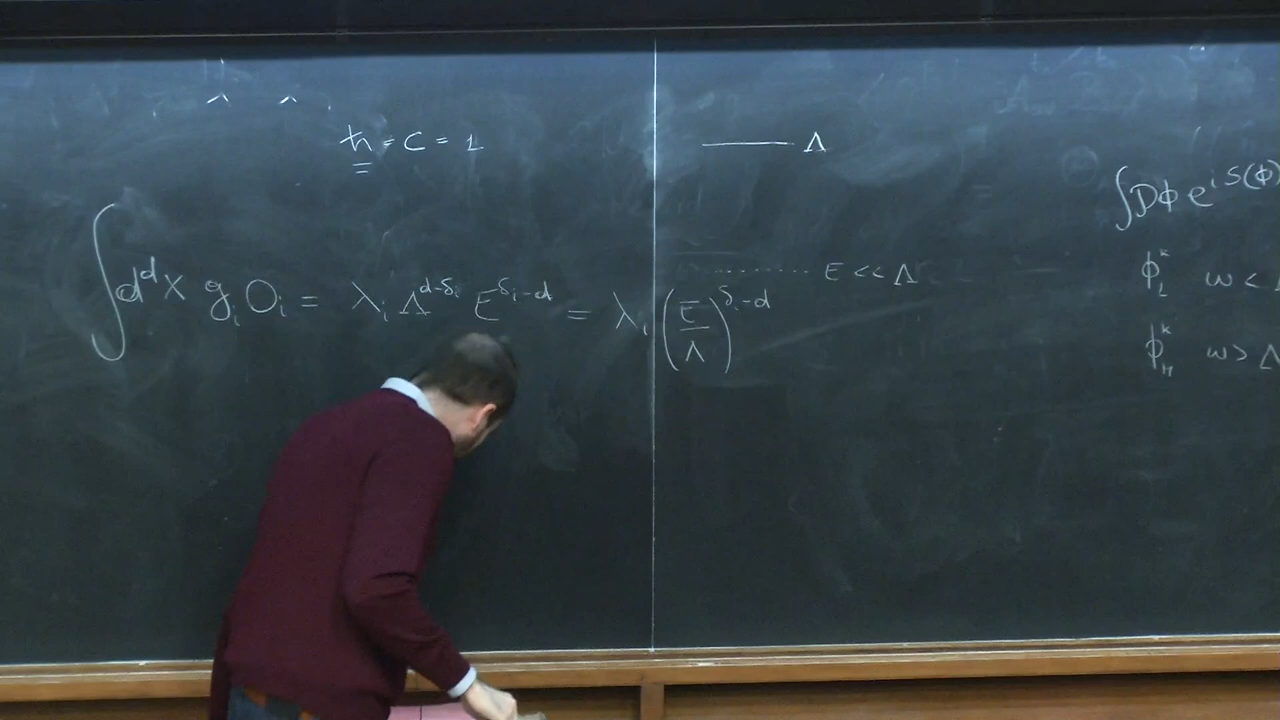 ħ = c = 1
∫ d^d x g_i O_i = λ_i Λ^{d-δ_i} E^{δ_i-d} = λ_i (E/Λ)^{δ_i-d}
Λ
E << Λ
∫Dϕ e^{iS(ϕ)
ϕ_L^k ω <
ϕ_H^k ω > Λ